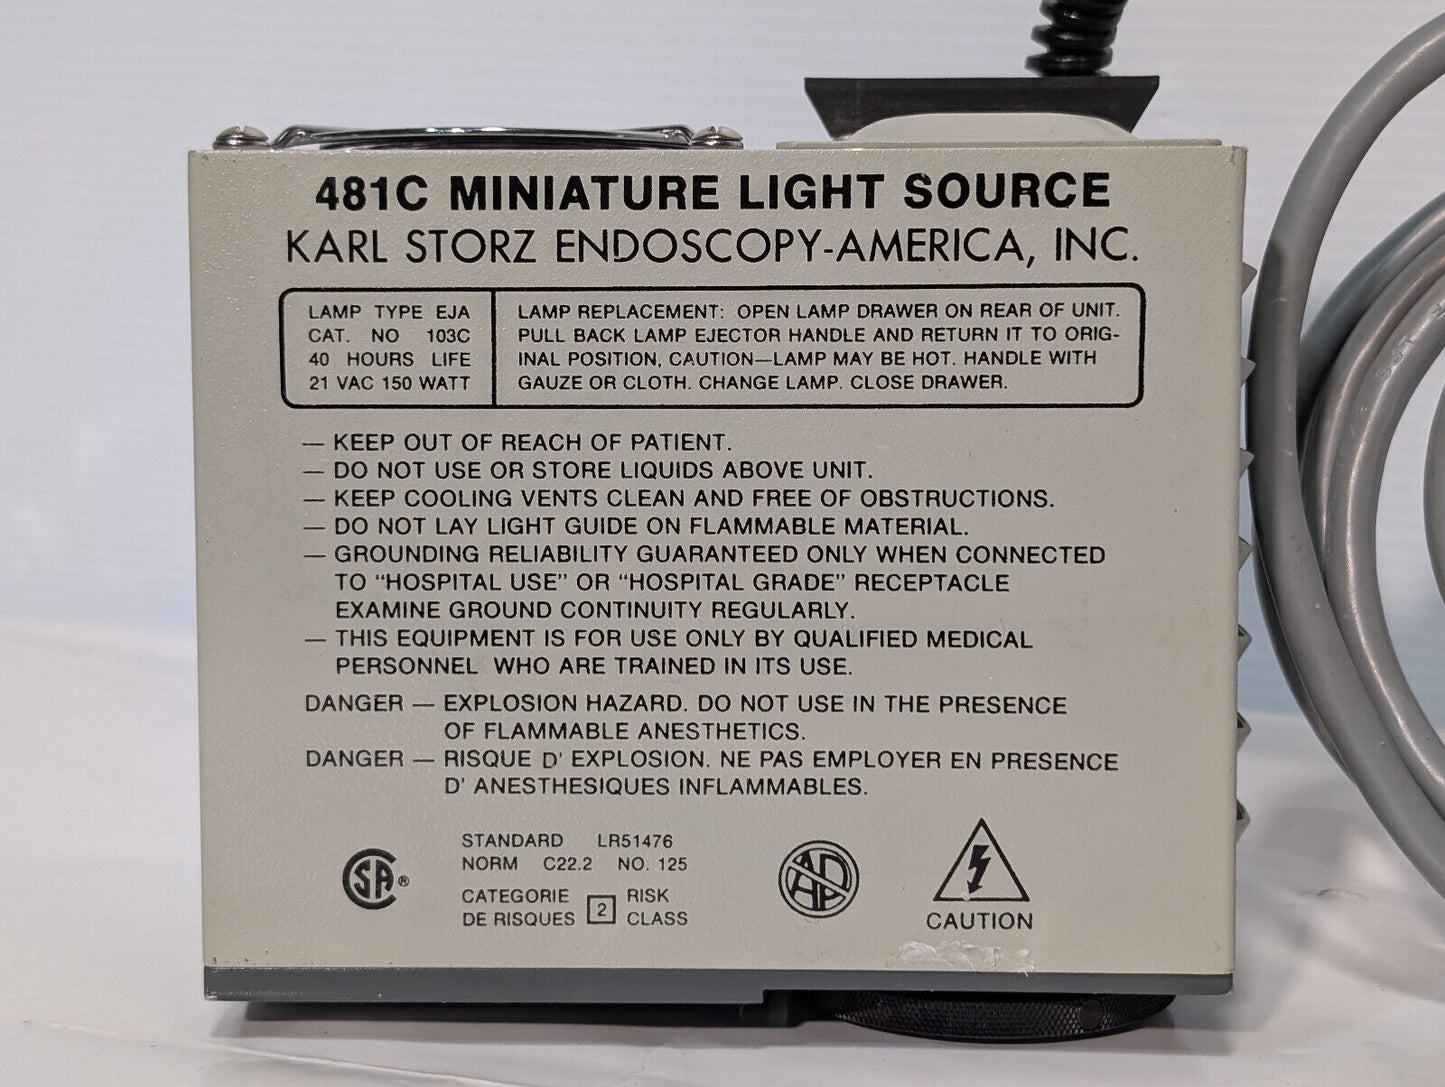 481C MINIATURE LIGHT SOURCE
KARL STORZ ENDOSCOPY-AMERICA, INC.
LAMP TYPE EJA
CAT. NO 103C
40 HOURS LIFE
21 VAC 150 WATT
LAMP REPLACEMENT: OPEN LAMP DRAWER ON REAR OF UNIT.
PULL BACK LAMP EJECTOR HANDLE AND RETURN IT TO ORIG-
INAL POSITION, CAUTION—LAMP MAY BE HOT. HANDLE WITH
GAUZE OR CLOTH. CHANGE LAMP. CLOSE DRAWER.
— KEEP OUT OF REACH OF PATIENT.
— DO NOT USE OR STORE LIQUIDS ABOVE UNIT.
— KEEP COOLING VENTS CLEAN AND FREE OF OBSTRUCTIONS.
— DO NOT LAY LIGHT GUIDE ON FLAMMABLE MATERIAL.
— GROUNDING RELIABILITY GUARANTEED ONLY WHEN CONNECTED
TO “HOSPITAL USE” OR “HOSPITAL GRADE” RECEPTACLE
EXAMINE GROUND CONTINUITY REGULARLY.
— THIS EQUIPMENT IS FOR USE ONLY BY QUALIFIED MEDICAL
PERSONNEL WHO ARE TRAINED IN ITS USE.
DANGER — EXPLOSION HAZARD. DO NOT USE IN THE PRESENCE
OF FLAMMABLE ANESTHETICS.
DANGER — RISQUE D' EXPLOSION. NE PAS EMPLOYER EN PRESENCE
D' ANESTHESIQUES INFLAMMABLES.
CSA ®
STANDARD LR51476
NORM C22.2 NO. 125
CATEGORIE
DE RISQUES
2
RISK
CLASS
AD
AP
CAUTION